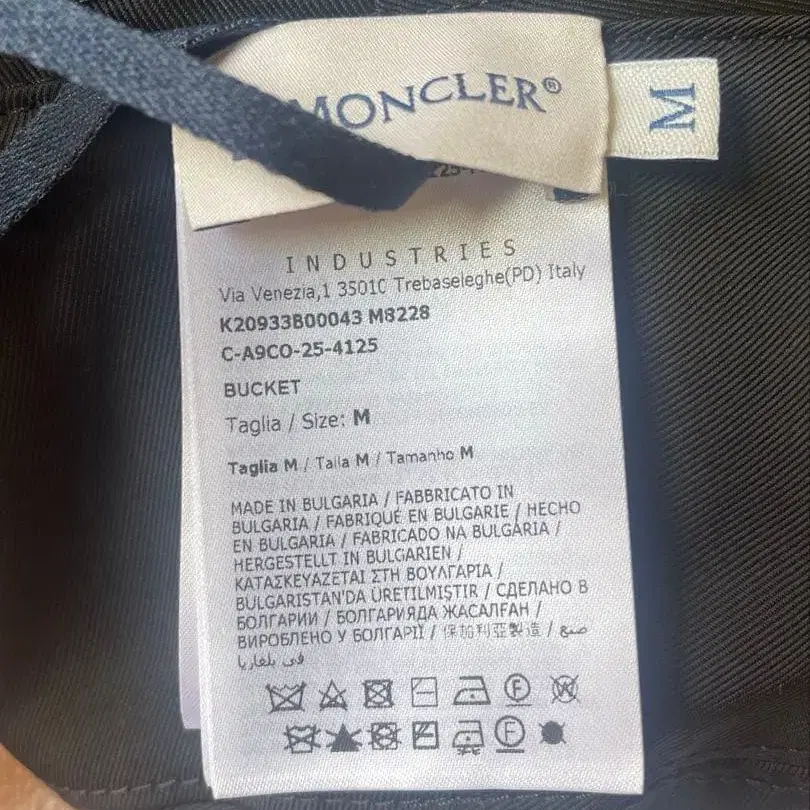 MONCLER®
M
INDUSTRIES
Via Venezia,1 35010 Trebaseleghe(PD) Italy
K20933B00043 M8228
C-A9CO-25-4125
BUCKET
Taglia / Size: M
Taglia M / Talla M / Tamanho M
MADE IN BULGARIA / FABBRICATO IN
BULGARIA / FABRIQUÉ EN BULGARIE / HECHO
EN BULGARIA / FABRICADO NA BULGÁRIA /
HERGESTELLT IN BULGARIEN /
ΚΑΤΑΣΚΕΥΑΖΕΤΑΙ ΣΤΗ ΒΟΥΛΓΑΡΙΑ /
BULGARISTAN'DA ÜRETILMIŞTIR / СДЕЛАНО В
БОЛГАРИИ / БОЛГАРИЯДА ЖАСАЛҒАН /
ВИРОБЛЕНО У БОЛГАРІЇ / 保加利亞製造 / صنع
في بلغاريا
F W
F